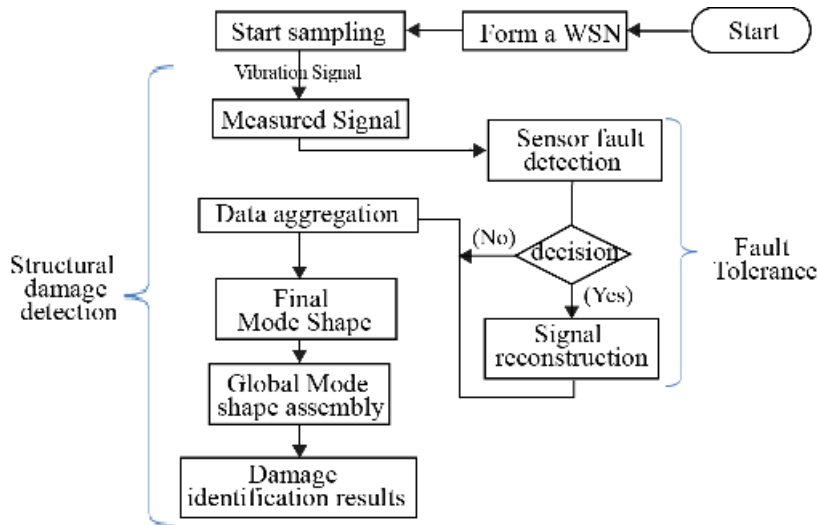 Start
Form a WSN
Start sampling
Vibration Signal
Measured Signal
Sensor fault
detection
decision
(No)
(Yes)
Signal
reconstruction
Fault
Tolerance
Data aggregation
Final
Mode Shape
Global Mode
shape assembly
Damage
identification results
Structural
damage
detection